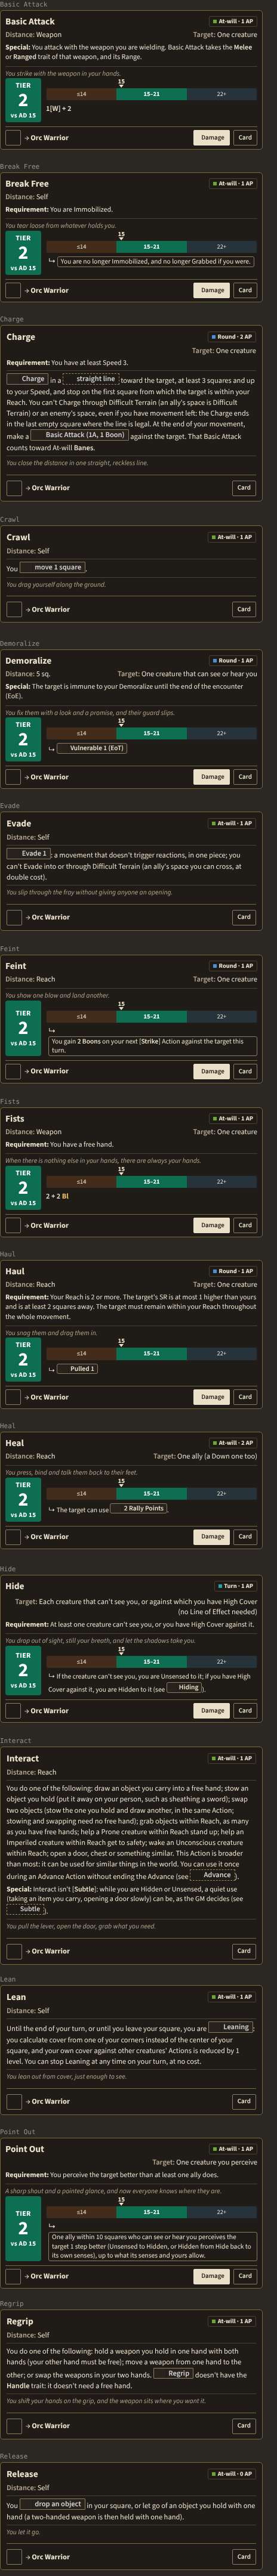 Basic Attack
Basic Attack
At-will · 1 AP
Distance: Weapon
Target: One creature
Special: You attack with the weapon you are wielding. Basic Attack takes the Melee
or Ranged trait of that weapon, and its Range.
You strike with the weapon in your hands.
TIER
2
vs AD 15
15
≤14
15–21
22+
1[W] + 2
→ Orc Warrior
Damage
Card
Break Free
Break Free
At-will · 1 AP
Distance: Self
Requirement: You are Immobilized.
You tear loose from whatever holds you.
TIER
2
vs AD 15
15
≤14
15–21
22+
↪ You are no longer Immobilized, and no longer Grabbed if you were.
→ Orc Warrior
Damage
Card
Charge
Charge
Round · 2 AP
Target: One creature
Requirement: You have at least Speed 3.
Charge in a straight line toward the target, at least 3 squares and up
to your Speed, and stop on the first square from which the target is within your
Reach. You can't Charge through Difficult Terrain (an ally's space is Difficult
Terrain) or an enemy's space, even if you have movement left: the Charge ends
in the last square where the line is legal. At the end of your movement,
make a Basic Attack (1A, 1 Boon) against the target. That Basic Attack
counts toward At-will Banes.
You close the distance in one straight, reckless line.
→ Orc Warrior
Card
Crawl
Crawl
At-will · 1 AP
Distance: Self
You move 1 square.
You drag yourself along the ground.
→ Orc Warrior
Card
Demoralize
Demoralize
Round · 1 AP
Distance: 5 sq.
Target: One creature that can see or hear you
Special: The target is immune to your Demoralize until the end of the encounter
(EoE).
You fix them with a look and a promise, and their guard slips.
TIER
2
vs AD 15
15
≤14
15–21
22+
↪ Vulnerable 1 (EoT)
→ Orc Warrior
Damage
Card
Evade
Evade
At-will · 1 AP
Distance: Self
Evade 1: a movement that doesn't trigger reactions, in one piece; you
can't Evade into or through Difficult Terrain (an ally's space you can cross, at
double cost).
You slip through the fray without giving anyone an opening.
→ Orc Warrior
Card
Feint
Feint
Round · 1 AP
Distance: Reach
Target: One creature
You show one blow and land another.
TIER
2
vs AD 15
15
≤14
15–21
22+
↪
You gain 2 Boons on your next [Strike] Action against the target this
turn.
→ Orc Warrior
Damage
Card
Fists
Fists
At-will · 1 AP
Distance: Weapon
Target: One creature
Requirement: You have a free hand.
When there is nothing else in your hands, there are always your hands.
TIER
2
vs AD 15
15
≤14
15–21
22+
2 + 2 Bl
→ Orc Warrior
Damage
Card
Haul
Haul
Round · 1 AP
Distance: Reach
Target: One creature
Requirement: Your Reach is 2 or more. The target's SR is at most 1 higher than yours
and is at least 2 squares away. The target must remain within your Reach throughout
the whole movement.
You snag them and drag them in.
TIER
2
vs AD 15
15
≤14
15–21
22+
↪ Pulled 1
→ Orc Warrior
Damage
Card
Heal
Heal
At-will · 2 AP
Distance: Reach
Target: One ally (a Down one too)
You press, bind and talk them back to their feet.
TIER
2
vs AD 15
15
≤14
15–21
22+
↪ The target can use 2 Rally Points.
→ Orc Warrior
Damage
Card
Hide
Hide
Turn · 1 AP
Target: Each creature that can't see you, or against which you have High Cover
(no Line of Effect needed)
Requirement: At least one creature can't see you, or you have High Cover against it.
You drop out of sight, still your breath, and let the shadows take you.
TIER
2
vs AD 15
15
≤14
15–21
22+
↪ If the creature can't see you, you are Unsensed to it; if you have High
Cover against it, you are Hidden to it (see Hiding).
→ Orc Warrior
Damage
Card
Interact
Interact
At-will · 1 AP
Distance: Reach
You do one of the following: draw an object you carry into a free hand; stow an
object you hold (put it away on your person, such as sheathing a sword); swap
two objects (stow the one you hold and draw another, in the same Action;
stowing and swapping need no free hand); grab objects within Reach, as many
as you have free hands; help a Prone creature within Reach stand up; help an
Imperiled creature within Reach get to safety; wake an Unconscious creature
within Reach; open a door, chest or something similar. This Action is broader
than most: it can be used for similar things in the world. You can use it once
during an Advance Action without ending the Advance (see Advance).
Special: Interact isn't [Subtle]: while you are Hidden or Unsensed, a quiet use
(taking an item you carry, opening a door slowly) can be, as the GM decides (see
Subtle).
You pull the lever, open the door, grab what you need.
→ Orc Warrior
Card
Lean
Lean
At-will · 1 AP
Distance: Self
Until the end of your turn, or until you leave your square, you are Leaning:
you calculate cover from one of your corners instead of the center of your
square, and your own cover against other creatures' Actions is reduced by 1
level. You can stop Leaning at any time on your turn, at no cost.
You lean out from cover, just enough to see.
→ Orc Warrior
Card
Point Out
Point Out
At-will · 1 AP
Target: One creature you perceive
Requirement: You perceive the target better than at least one ally does.
A sharp shout and a pointed glance, and now everyone knows where they are.
TIER
2
vs AD 15
15
≤14
15–21
22+
↪
One ally within 10 squares who can see or hear you perceives the
target 1 step better (Unsensed to Hidden, or Hidden from Hide back to
its own senses), up to what its senses and yours allow.
→ Orc Warrior
Damage
Card
Regrip
Regrip
At-will · 1 AP
Distance: Self
You do one of the following: hold a weapon you hold in one hand with both
hands (your other hand must be free); move a weapon from one hand to the
other; or swap the weapons in your two hands. Regrip doesn't have the
Handle trait: it doesn't need a free hand.
You shift your hands on the grip, and the weapon sits where you want it.
→ Orc Warrior
Card
Release
Release
At-will · 0 AP
Distance: Self
You drop an object in your square, or let go of an object you hold with one
hand (a two-handed weapon is then held with one hand).
You let it go.
→ Orc Warrior
Card